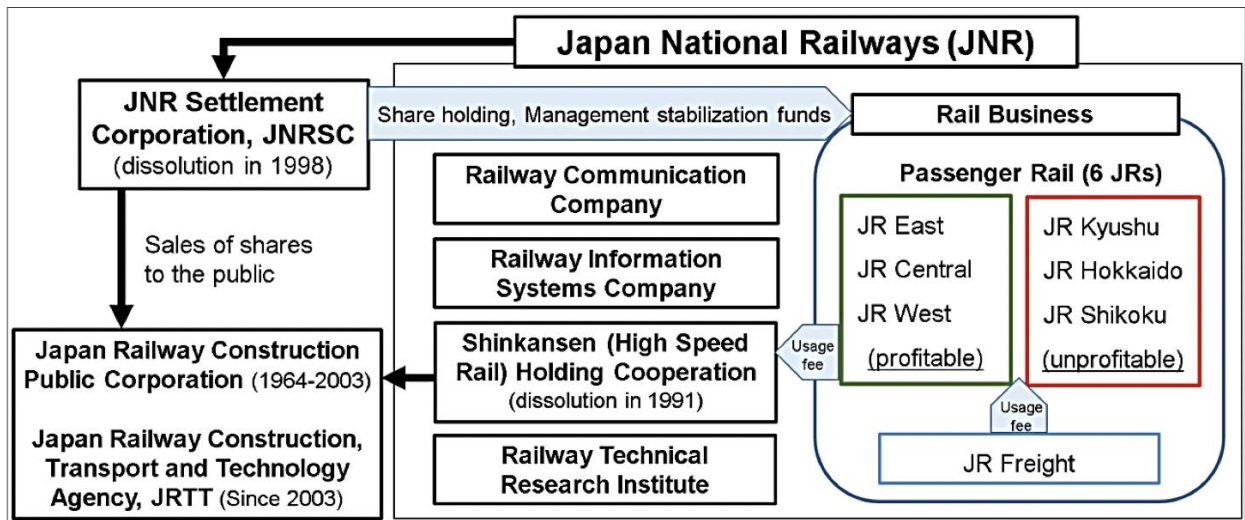 Japan National Railways (JNR)
JNR Settlement
Corporation, JNRSC
(dissolution in 1998)
Share holding, Management stabilization funds
Rail Business
Sales of shares
to the public
Railway Communication
Company
Railway Information
Systems Company
Shinkansen (High Speed
Rail) Holding Cooperation
(dissolution in 1991)
Railway Technical
Research Institute
Passenger Rail (6 JRs)
JR East
JR Central
JR West
(profitable)
JR Kyushu
JR Hokkaido
JR Shikoku
(unprofitable)
Usage
fee
Usage
fee
JR Freight
Japan Railway Construction
Public Corporation (1964-2003)
Japan Railway Construction,
Transport and Technology
Agency, JRTT (Since 2003)